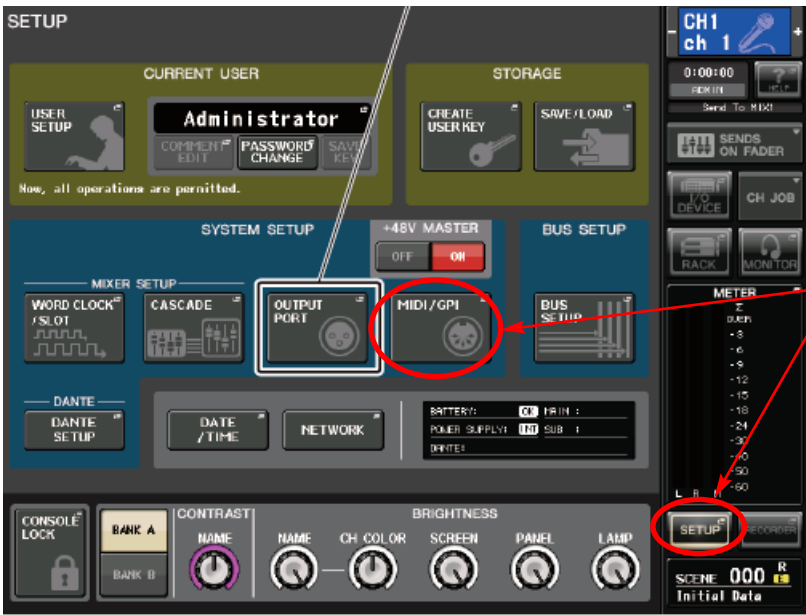 SETUP
CH1
ch 1
-
+
CURRENT USER
STORAGE
0:00:00
ADMIN
?
HELP
Send To MIX1
USER SETUP
Administrator
COMMENT EDIT
PASSWORD CHANGE
SAVE KEY
CREATE USER KEY
SAVE/LOAD
SENDS ON FADER
Now, all operations are permitted.
I/O DEVICE
CH JOB
SYSTEM SETUP
+48V MASTER
BUS SETUP
OFF
ON
RACK
MONITOR
MIXER SETUP
WORD CLOCK /SLOT
CASCADE
OUTPUT PORT
MIDI/GPI
BUS SETUP
METER
Σ
OVER
-3
-6
-9
-12
-15
-18
-24
-30
-40
-50
-60
L R M
DANTE
DANTE SETUP
DATE /TIME
NETWORK
BATTERY: OK MAIN :
POWER SUPPLY: INT SUB :
DANTE:
CONSOLE LOCK
BANK A
BANK B
CONTRAST
NAME
BRIGHTNESS
NAME
CH COLOR
SCREEN
PANEL
LAMP
SETUP
RECORDER
SCENE 000 R E
Initial Data